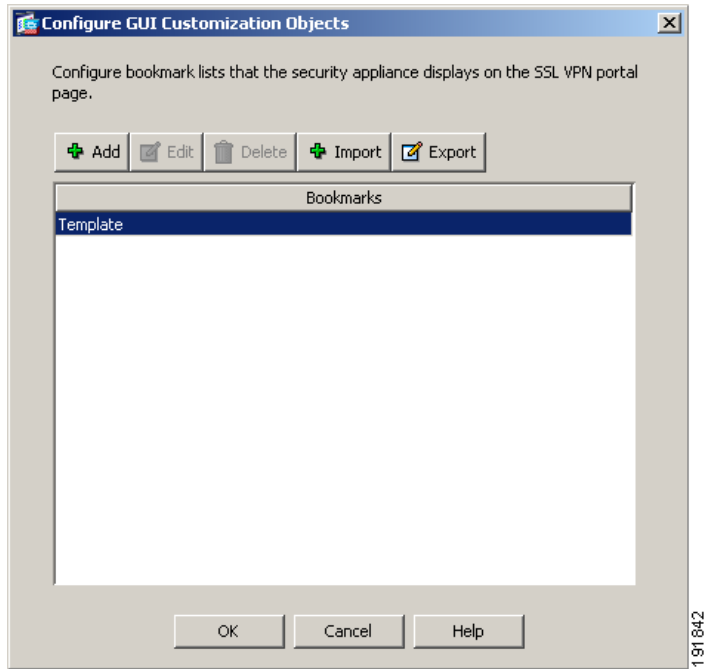 Configure GUI Customization Objects
Configure bookmark lists that the security appliance displays on the SSL VPN portal
page.
Add Edit Delete Import Export
Bookmarks
Template
OK Cancel Help
191842